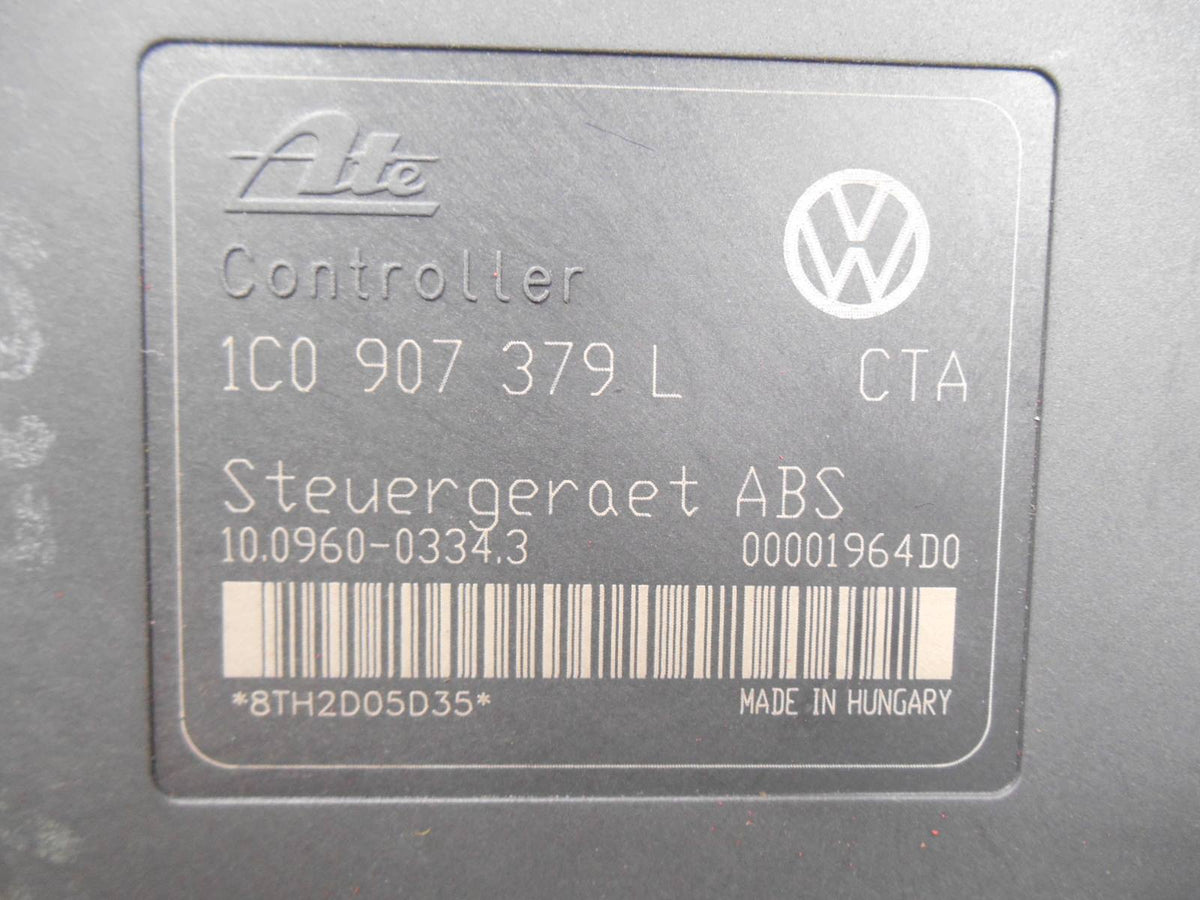 Ate
Controller
1C0 907 379 L CTA
Steuergeraet ABS
10.0960-0334.3 00001964D0
*8TH2D05D35* MADE IN HUNGARY